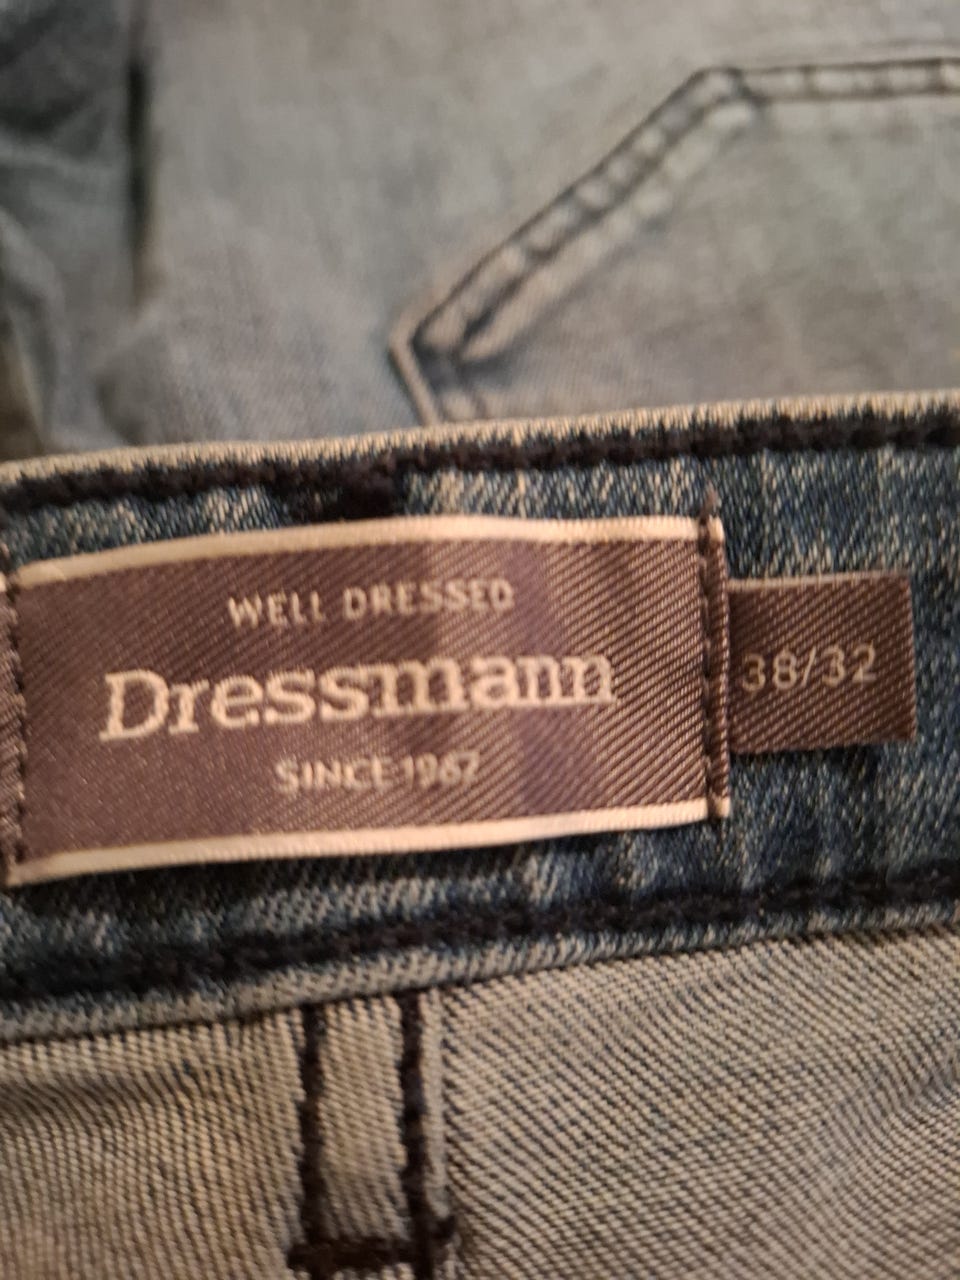 WELL DRESSED
Dressmann
SINCE 1967
38/32